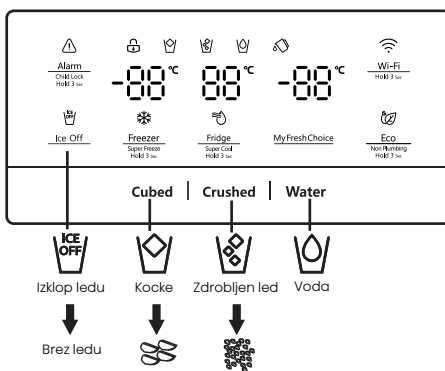 Alarm
Child Lock
Hold 3 Sec
-88 °C
88 °C
-88 °C
Wi-Fi
Hold 3 Sec
ICE OFF
Ice Off
Freezer
Super Freeze
Hold 3 Sec
Fridge
Super Cool
Hold 3 Sec
My Fresh Choice
Eco
Non Plumbing
Hold 3 Sec
Cubed | Crushed | Water
ICE
OFF
Izklop ledu
Kocke
Zdrobljen led
Voda
Brez ledu